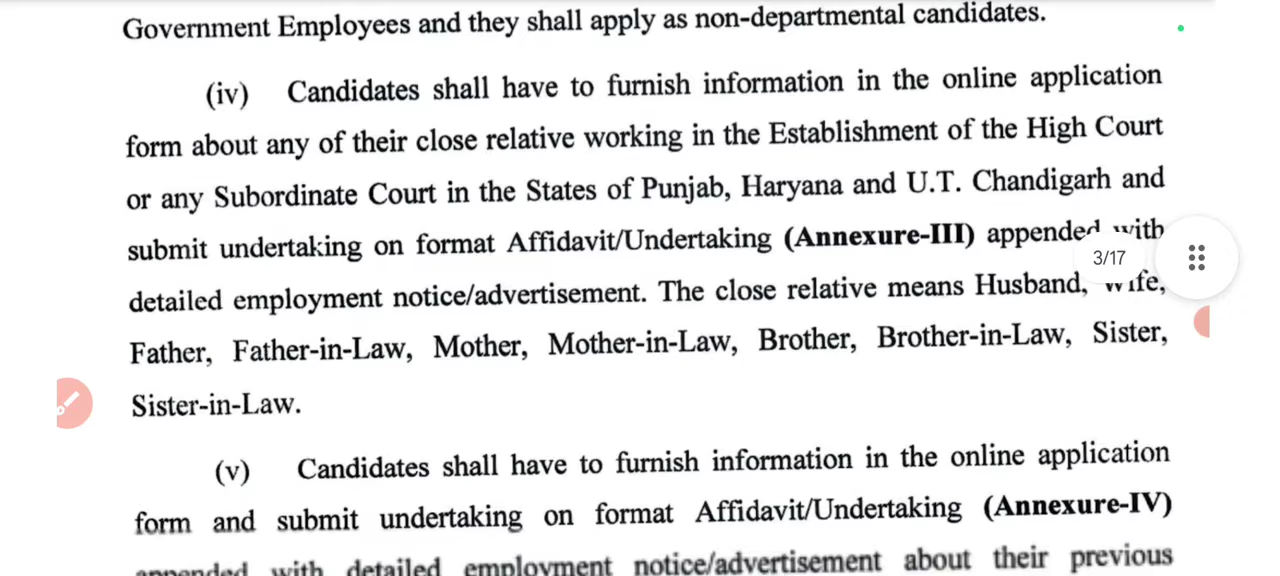 Government Employees and they shall apply as non-departmental candidates.
(iv) Candidates shall have to furnish information in the online application
form about any of their close relative working in the Establishment of the High Court
or any Subordinate Court in the States of Punjab, Haryana and U.T. Chandigarh and
submit undertaking on format Affidavit/Undertaking (Annexure-III) appended with
3/17
detailed employment notice/advertisement. The close relative means Husband, Wife,
Father, Father-in-Law, Mother, Mother-in-Law, Brother, Brother-in-Law, Sister,
Sister-in-Law.
(v) Candidates shall have to furnish information in the online application
form and submit undertaking on format Affidavit/Undertaking (Annexure-IV)
appended with detailed employment notice/advertisement about their previous